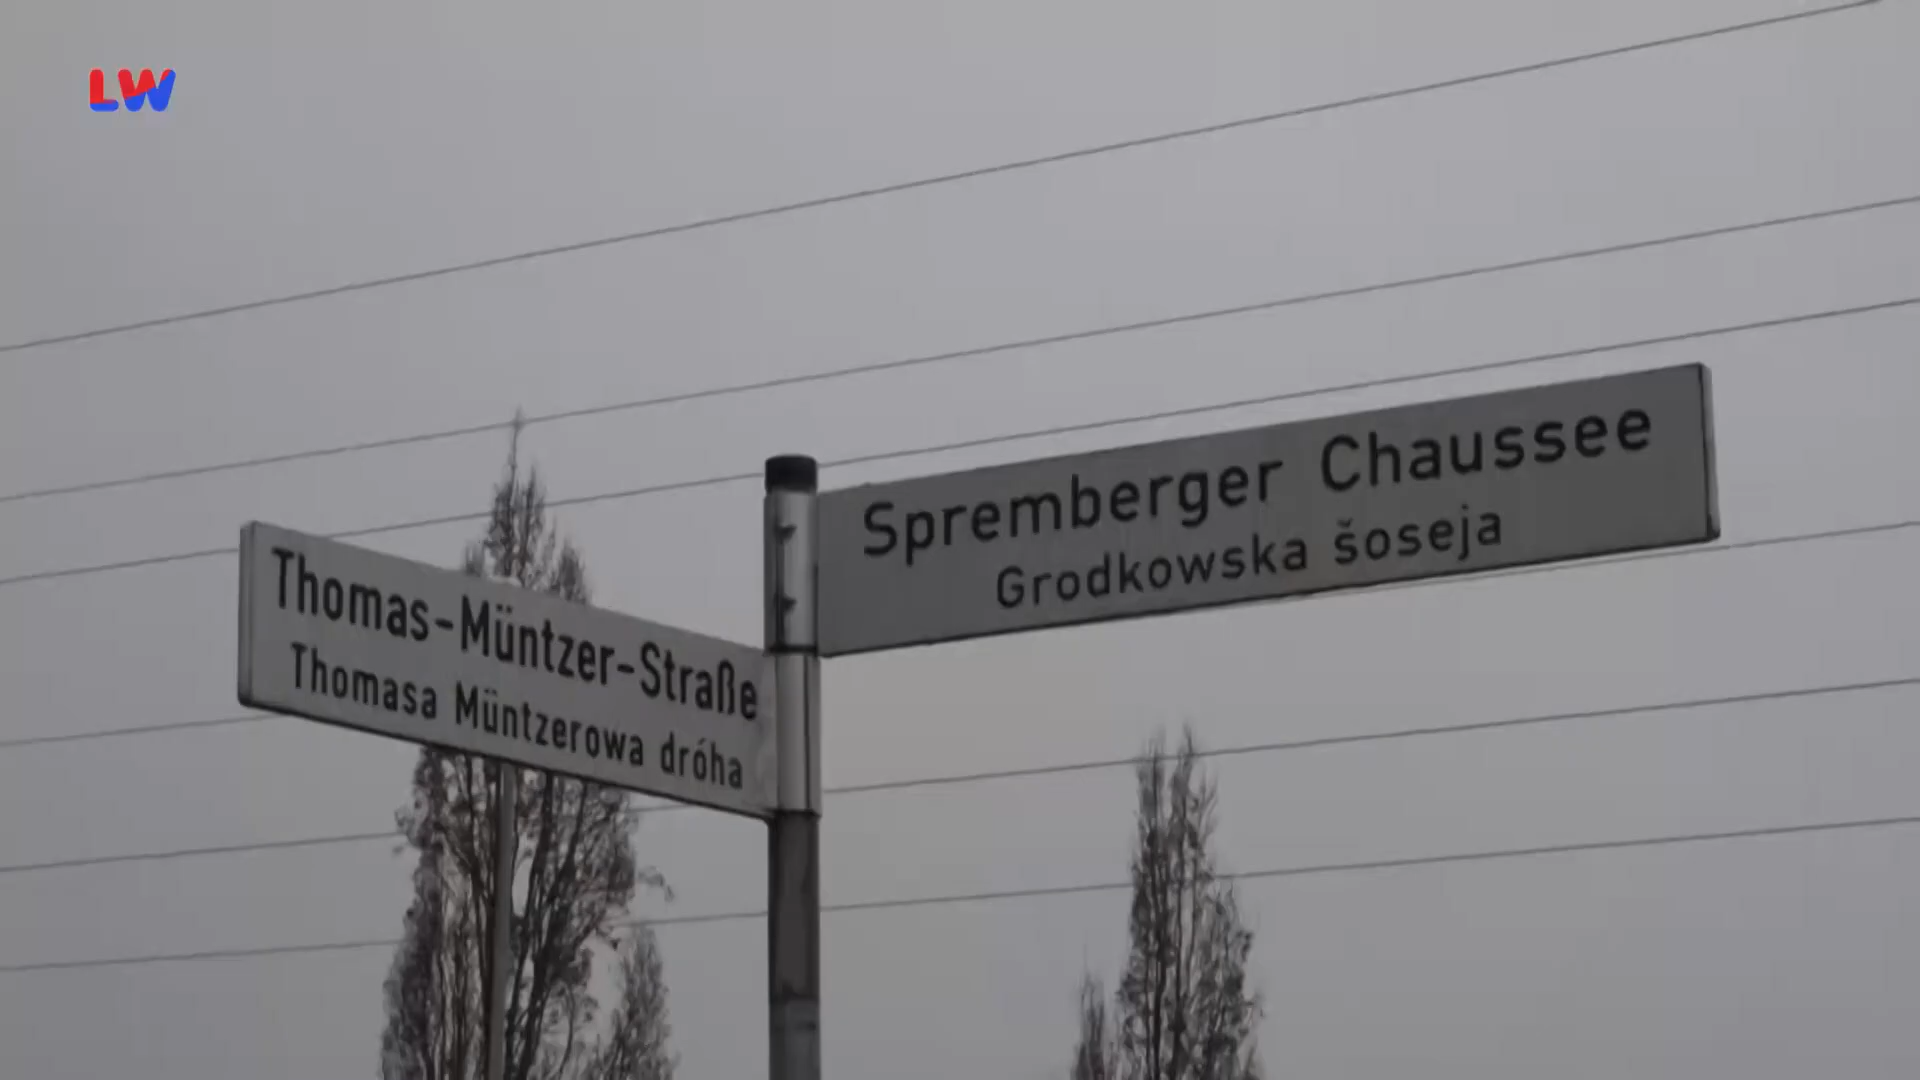 LW
Thomas-Müntzer-Straße
Thomasa Müntzerowa dróha
Spremberger Chaussee
Grodkowska šoseja